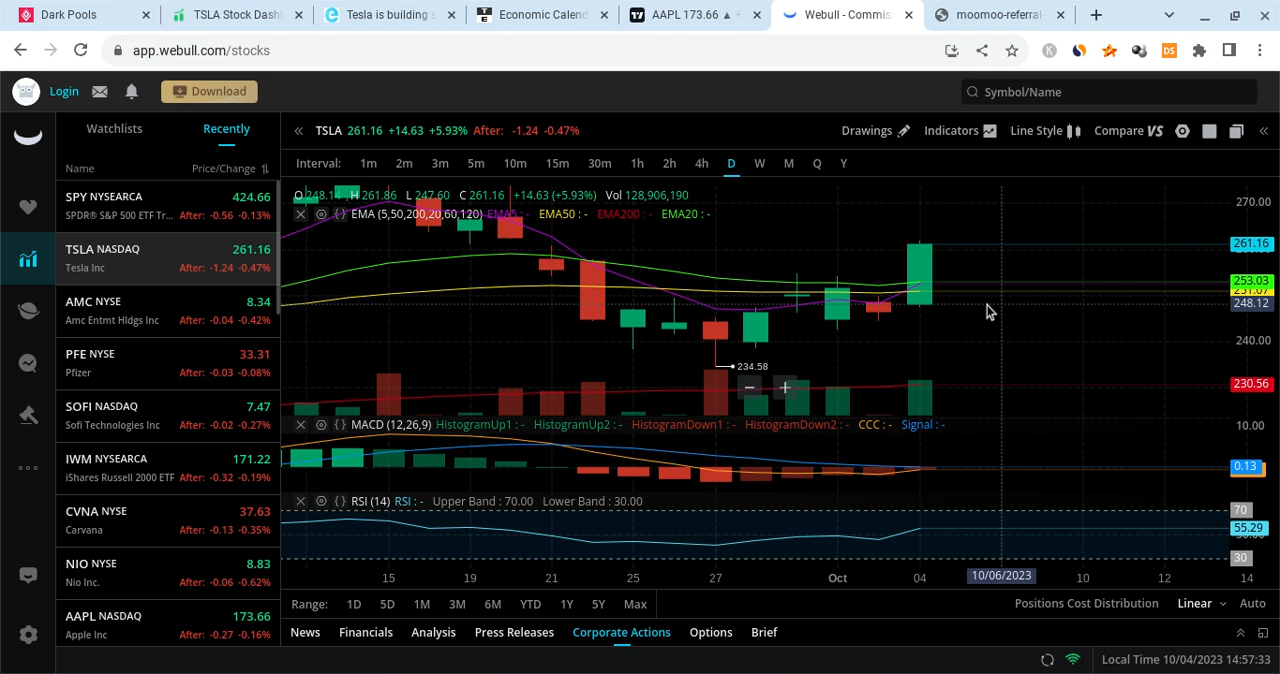 Dark Pools
TSLA Stock Dash
Tesla is building s
Economic Calend
AAPL 173.66 ▲ +
Webull - Commis
moomoo-referral-
app.webull.com/stocks
Login
Download
Symbol/Name
Watchlists
Recently
Name
Price/Change
SPY NYSEARCA 424.66
SPDR® S&P 500 ETF Tr... After: -0.56 -0.13%
TSLA NASDAQ 261.16
Tesla Inc After: -1.24 -0.47%
AMC NYSE 8.34
Amc Entmt Hldgs Inc After: -0.04 -0.42%
PFE NYSE 33.31
Pfizer After: -0.03 -0.08%
SOFI NASDAQ 7.47
Sofi Technologies Inc After: -0.02 -0.27%
IWM NYSEARCA 171.22
iShares Russell 2000 ETF After: -0.32 -0.19%
CVNA NYSE 37.63
Carvana After: -0.13 -0.35%
NIO NYSE 8.83
Nio Inc. After: -0.06 -0.62%
AAPL NASDAQ 173.66
Apple Inc After: -0.27 -0.16%
TSLA 261.16 +14.63 +5.93% After: -1.24 -0.47%
Drawings Indicators Line Style Compare VS
Interval: 1m 2m 3m 5m 10m 15m 30m 1h 2h 4h D W M Q Y
O 248.14 H 261.86 L 247.60 C 261.16 +14.63 (+5.93%) Vol 128,906,190
EMA (5,50,200,20,60,120) EMA5 : - EMA50 : - EMA200 : - EMA20 : -
270.00
261.16
253.03
248.12
240.00
234.58
230.56
MACD (12,26,9) HistogramUp1 : - HistogramUp2 : - HistogramDown1 : - HistogramDown2 : - CCC : - Signal : -
10.00
0.13
RSI (14) RSI : - Upper Band : 70.00 Lower Band : 30.00
70
55.29
30
15 19 21 25 27 Oct 04 10/06/2023 10 12 14
Range: 1D 5D 1M 3M 6M YTD 1Y 5Y Max
Positions Cost Distribution Linear Auto
News Financials Analysis Press Releases Corporate Actions Options Brief
Local Time 10/04/2023 14:57:33